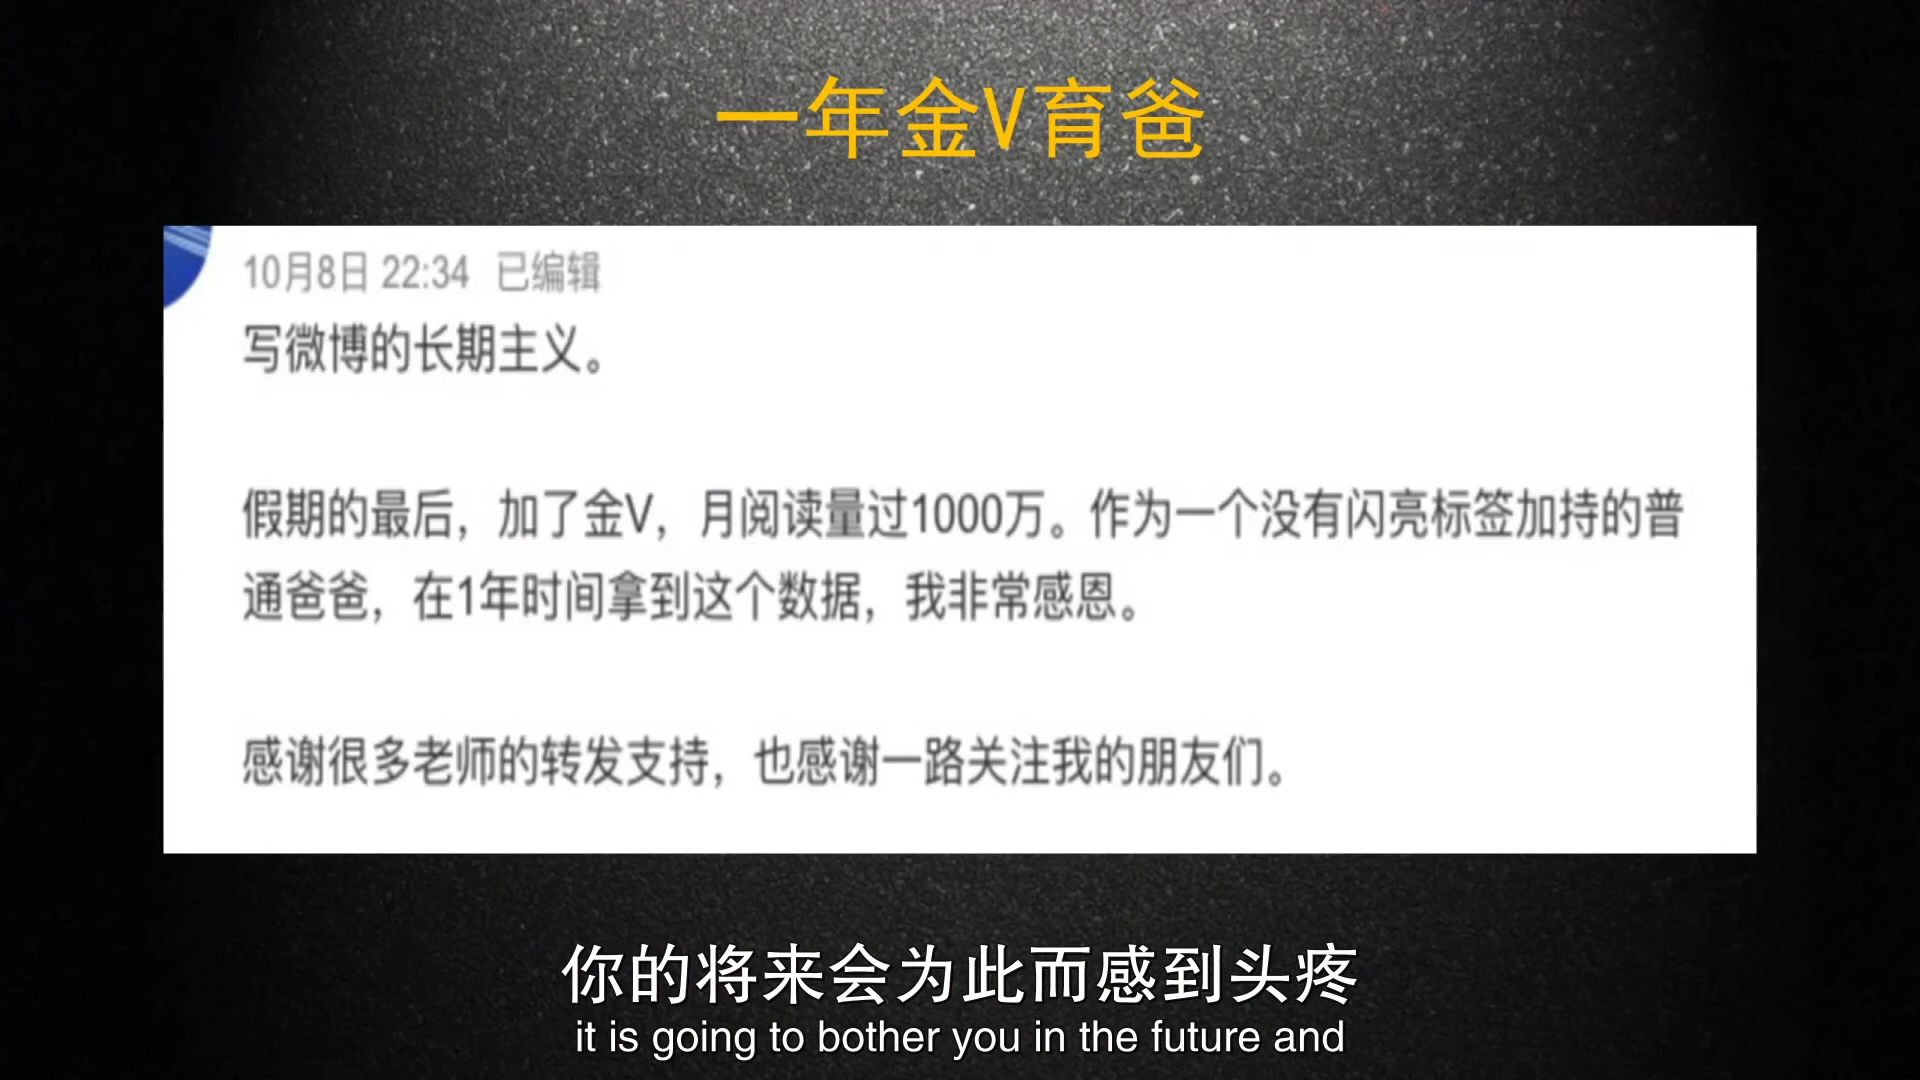 一年金V育爸
10月8日 22:34 已编辑
写微博的长期主义。
假期的最后，加了金V，月阅读量过1000万。作为一个没有闪亮标签加持的普
通爸爸，在1年时间拿到这个数据，我非常感恩。
感谢很多老师的转发支持，也感谢一路关注我的朋友们。
你的将来会为此而感到头疼
it is going to bother you in the future and